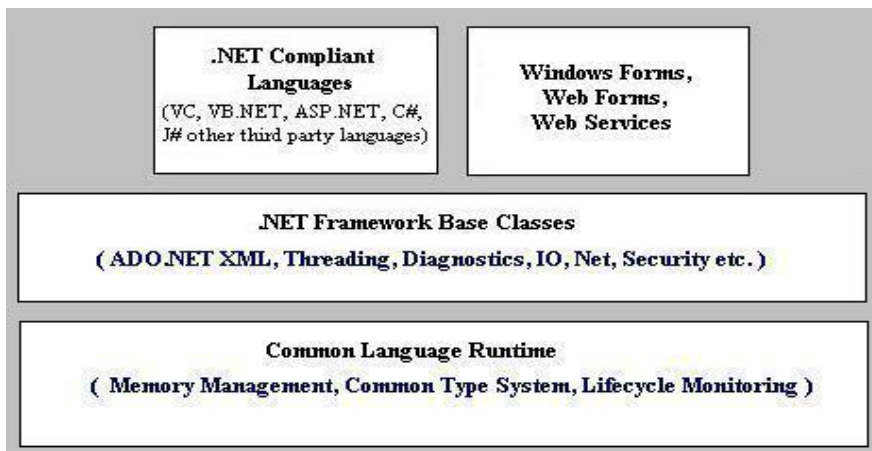 .NET Compliant
Languages
(VC, VB.NET, ASP.NET, C#,
J# other third party languages)
Windows Forms,
Web Forms,
Web Services
.NET Framework Base Classes
( ADO.NET XML, Threading, Diagnostics, IO, Net, Security etc. )
Common Language Runtime
( Memory Management, Common Type System, Lifecycle Monitoring )